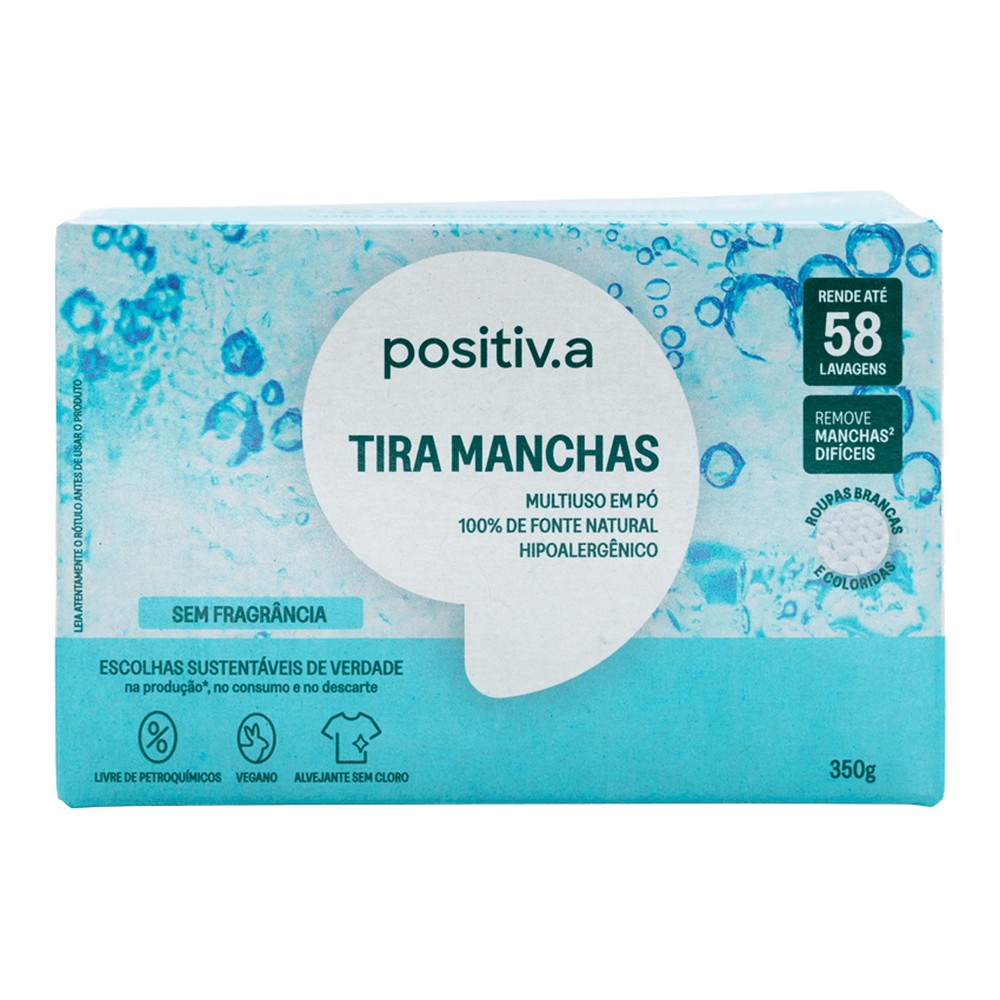 positiv.a
TIRA MANCHAS
MULTIUSO EM PÓ
100% DE FONTE NATURAL
HIPOALERGÊNICO
RENDE ATÉ
58
LAVAGENS
REMOVE
MANCHAS²
DIFÍCEIS
ROUPAS BRANCAS
E COLORIDAS
LEIA ATENTAMENTE O RÓTULO ANTES DE USAR O PRODUTO
SEM FRAGRÂNCIA
ESCOLHAS SUSTENTÁVEIS DE VERDADE
na produção*, no consumo e no descarte
LIVRE DE PETROQUÍMICOS
VEGANO
ALVEJANTE SEM CLORO
350g